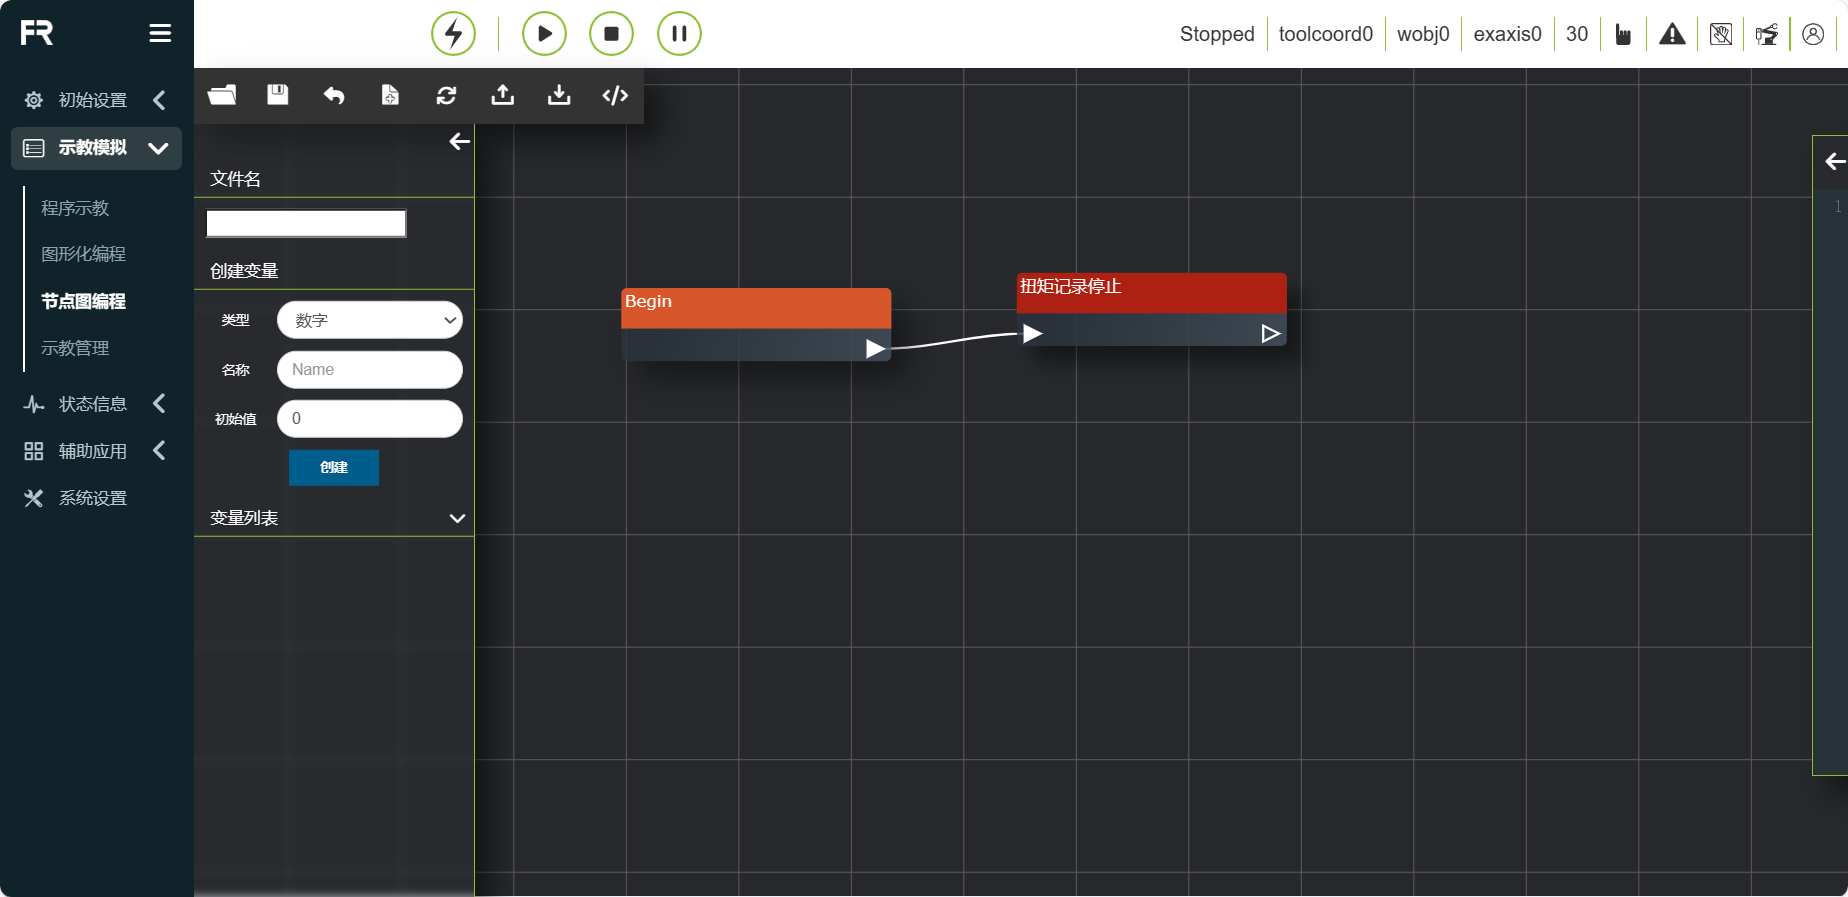 FR
Stopped
toolcoord0
wobj0
exaxis0
30
初始设置
示教模拟
程序示教
图形化编程
节点图编程
示教管理
状态信息
辅助应用
系统设置
文件名
创建变量
类型
数字
名称
Name
初始值
0
创建
变量列表
Begin
扭矩记录停止
1